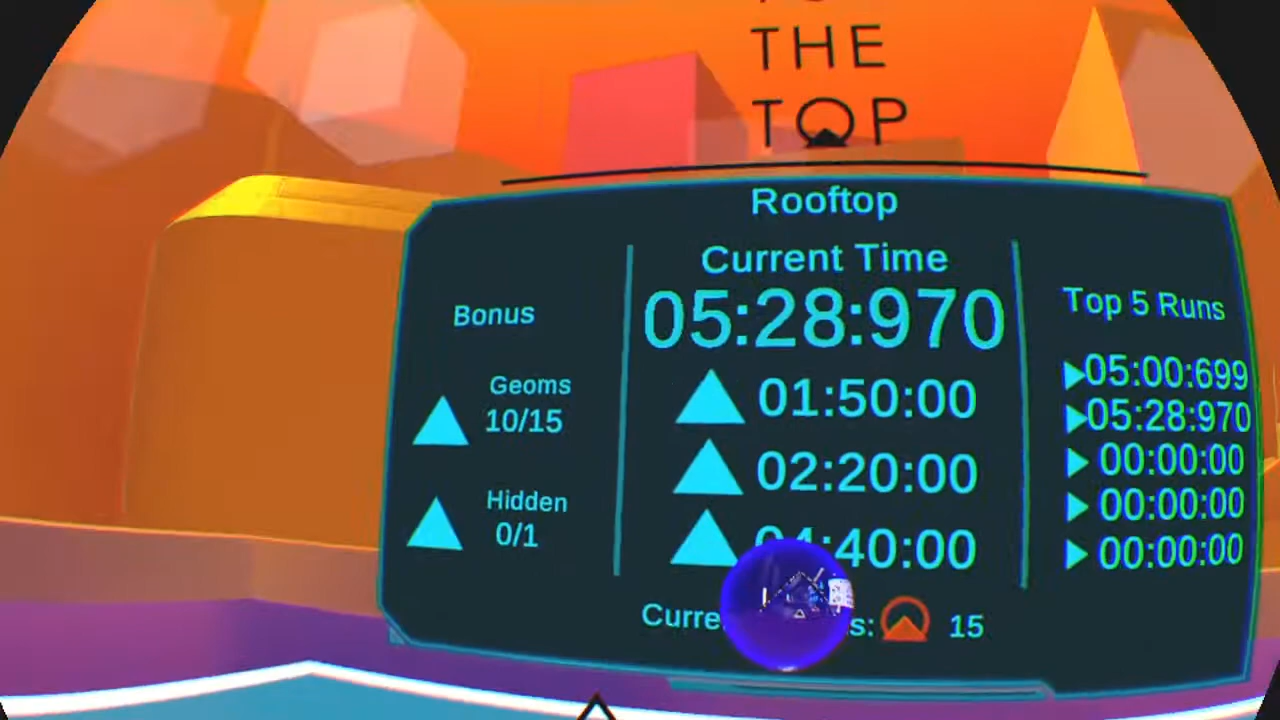 THE
TOP
Rooftop
Current Time
05:28:970
01:50:00
02:20:00
:40:00
15
Bonus
Geoms
10/15
Hidden
0/1
Top 5 Runs
05:00:699
05:28:970
00:00:00
00:00:00
00:00:00